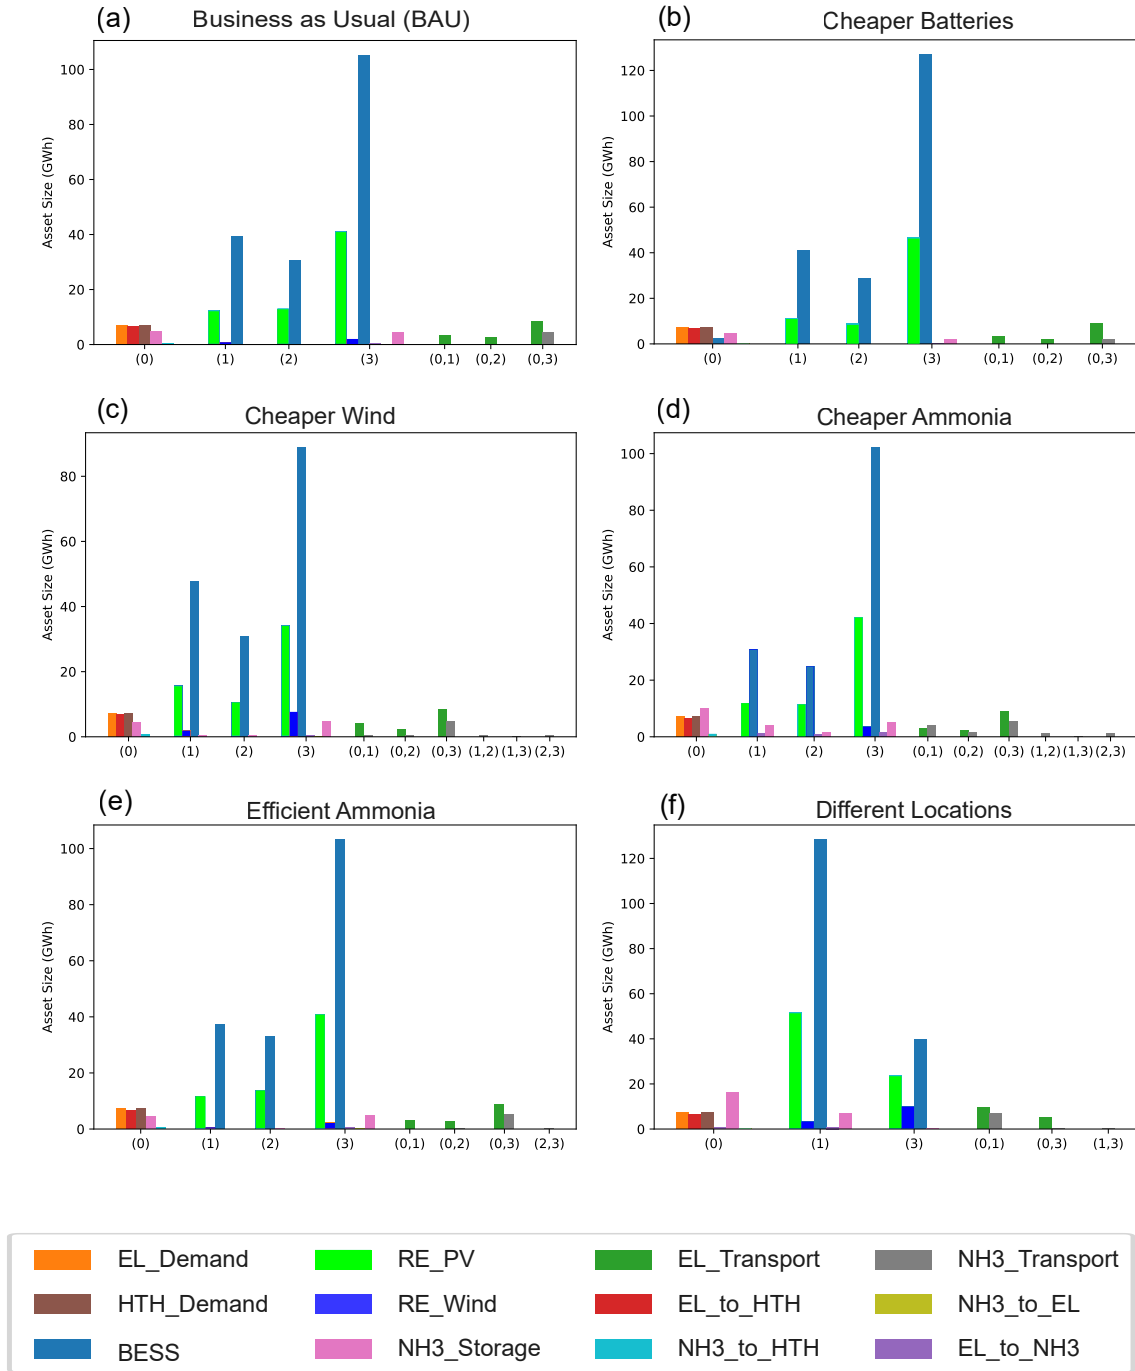 (a) Business as Usual (BAU)
Asset Size (GWh)
100
80
60
40
20
0
(0) (1) (2) (3) (0,1) (0,2) (0,3)
(b) Cheaper Batteries
Asset Size (GWh)
120
100
80
60
40
20
0
(0) (1) (2) (3) (0,1) (0,2) (0,3)
(c) Cheaper Wind
Asset Size (GWh)
80
60
40
20
0
(0) (1) (2) (3) (0,1) (0,2) (0,3) (1,2) (1,3) (2,3)
(d) Cheaper Ammonia
Asset Size (GWh)
100
80
60
40
20
0
(0) (1) (2) (3) (0,1) (0,2) (0,3) (1,2) (1,3) (2,3)
(e) Efficient Ammonia
Asset Size (GWh)
100
80
60
40
20
0
(0) (1) (2) (3) (0,1) (0,2) (0,3) (2,3)
(f) Different Locations
Asset Size (GWh)
120
100
80
60
40
20
0
(0) (1) (3) (0,1) (0,3) (1,3)
EL_Demand RE_PV EL_Transport NH3_Transport
HTH_Demand RE_Wind EL_to_HTH NH3_to_EL
BESS NH3_Storage NH3_to_HTH EL_to_NH3